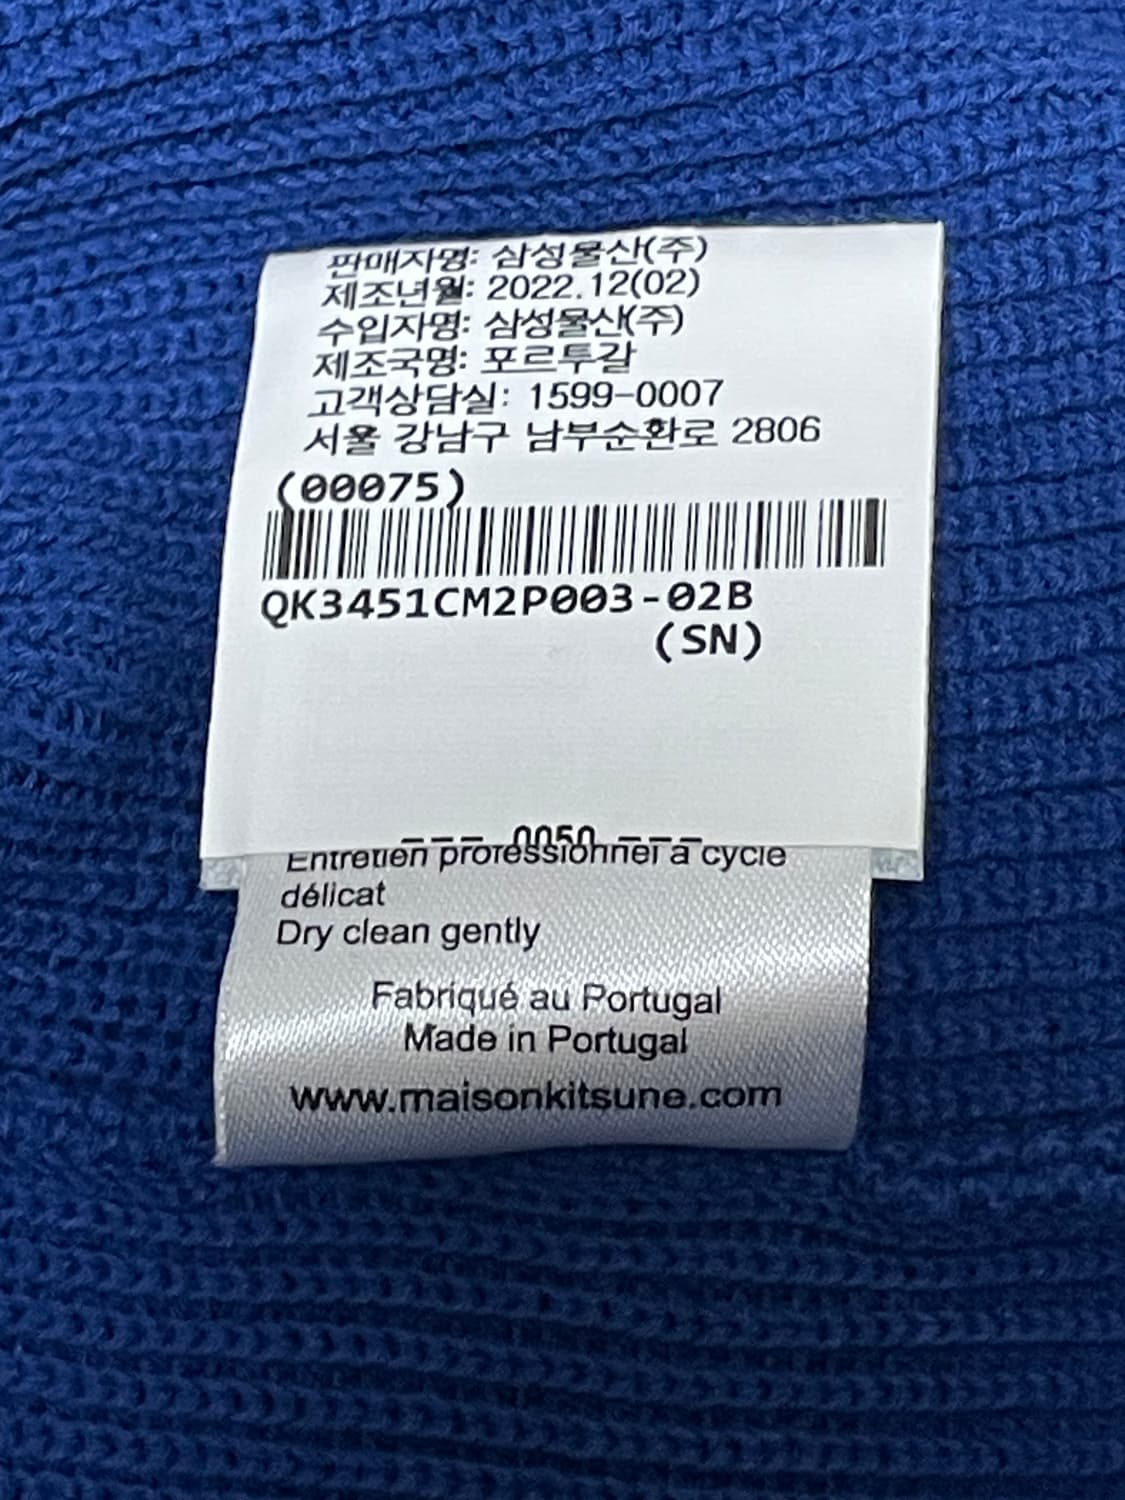 판매자명: 삼성물산(주)
제조년월: 2022.12(02)
수입자명: 삼성물산(주)
제조국명: 포르투갈
고객상담실: 1599-0007
서울 강남구 남부순환로 2806
(00075)
QK3451CM2P003-02B
(SN)
--- 0050 ---
Entretien professionnel à cycle
délicat
Dry clean gently
Fabriqué au Portugal
Made in Portugal
www.maisonkitsune.com